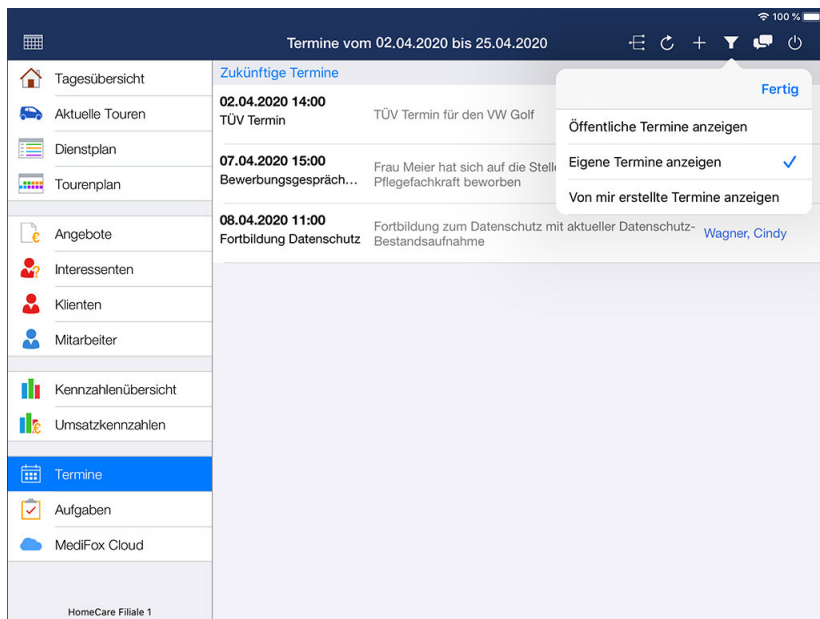 100 %
Termine vom 02.04.2020 bis 25.04.2020
Tagesübersicht
Aktuelle Touren
Dienstplan
Tourenplan
Angebote
Interessenten
Klienten
Mitarbeiter
Kennzahlenübersicht
Umsatzkennzahlen
Termine
Aufgaben
MediFox Cloud
HomeCare Filiale 1
Zukünftige Termine
02.04.2020 14:00
TÜV Termin
TÜV Termin für den VW Golf
07.04.2020 15:00
Bewerbungsgespräch...
Frau Meier hat sich auf die Stelle
Pflegefachkraft beworben
08.04.2020 11:00
Fortbildung Datenschutz
Fortbildung zum Datenschutz mit aktueller Datenschutz-
Bestandsaufnahme
Wagner, Cindy
Fertig
Öffentliche Termine anzeigen
Eigene Termine anzeigen
Von mir erstellte Termine anzeigen